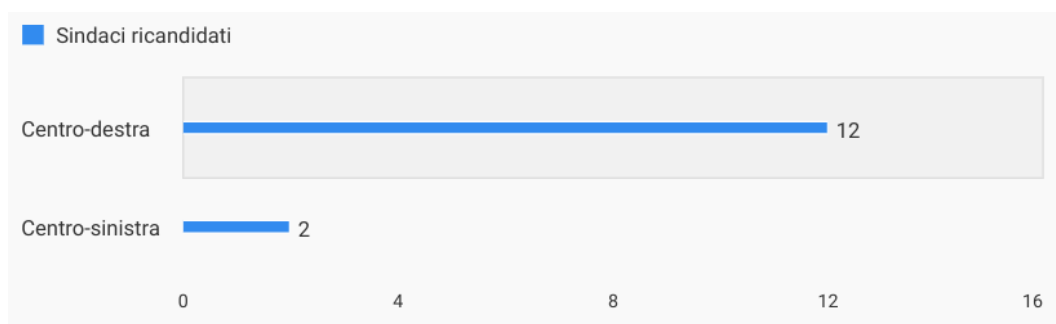 Sindaci ricandidati
Centro-destra 12
Centro-sinistra 2
0 4 8 12 16